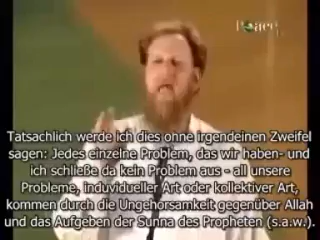 Peace
Tatsachlich werde ich dies ohne irgendeinen Zweifel
sagen: Jedes einzelne Problem, das wir haben- und
ich schließe da kein Problem aus - all unsere
Probleme, induvidueller Art oder kollektiver Art,
kommen durch die Ungehorsamkeit gegenüber Allah
und das Aufgeben der Sunna des Propheten (s.a.w.).